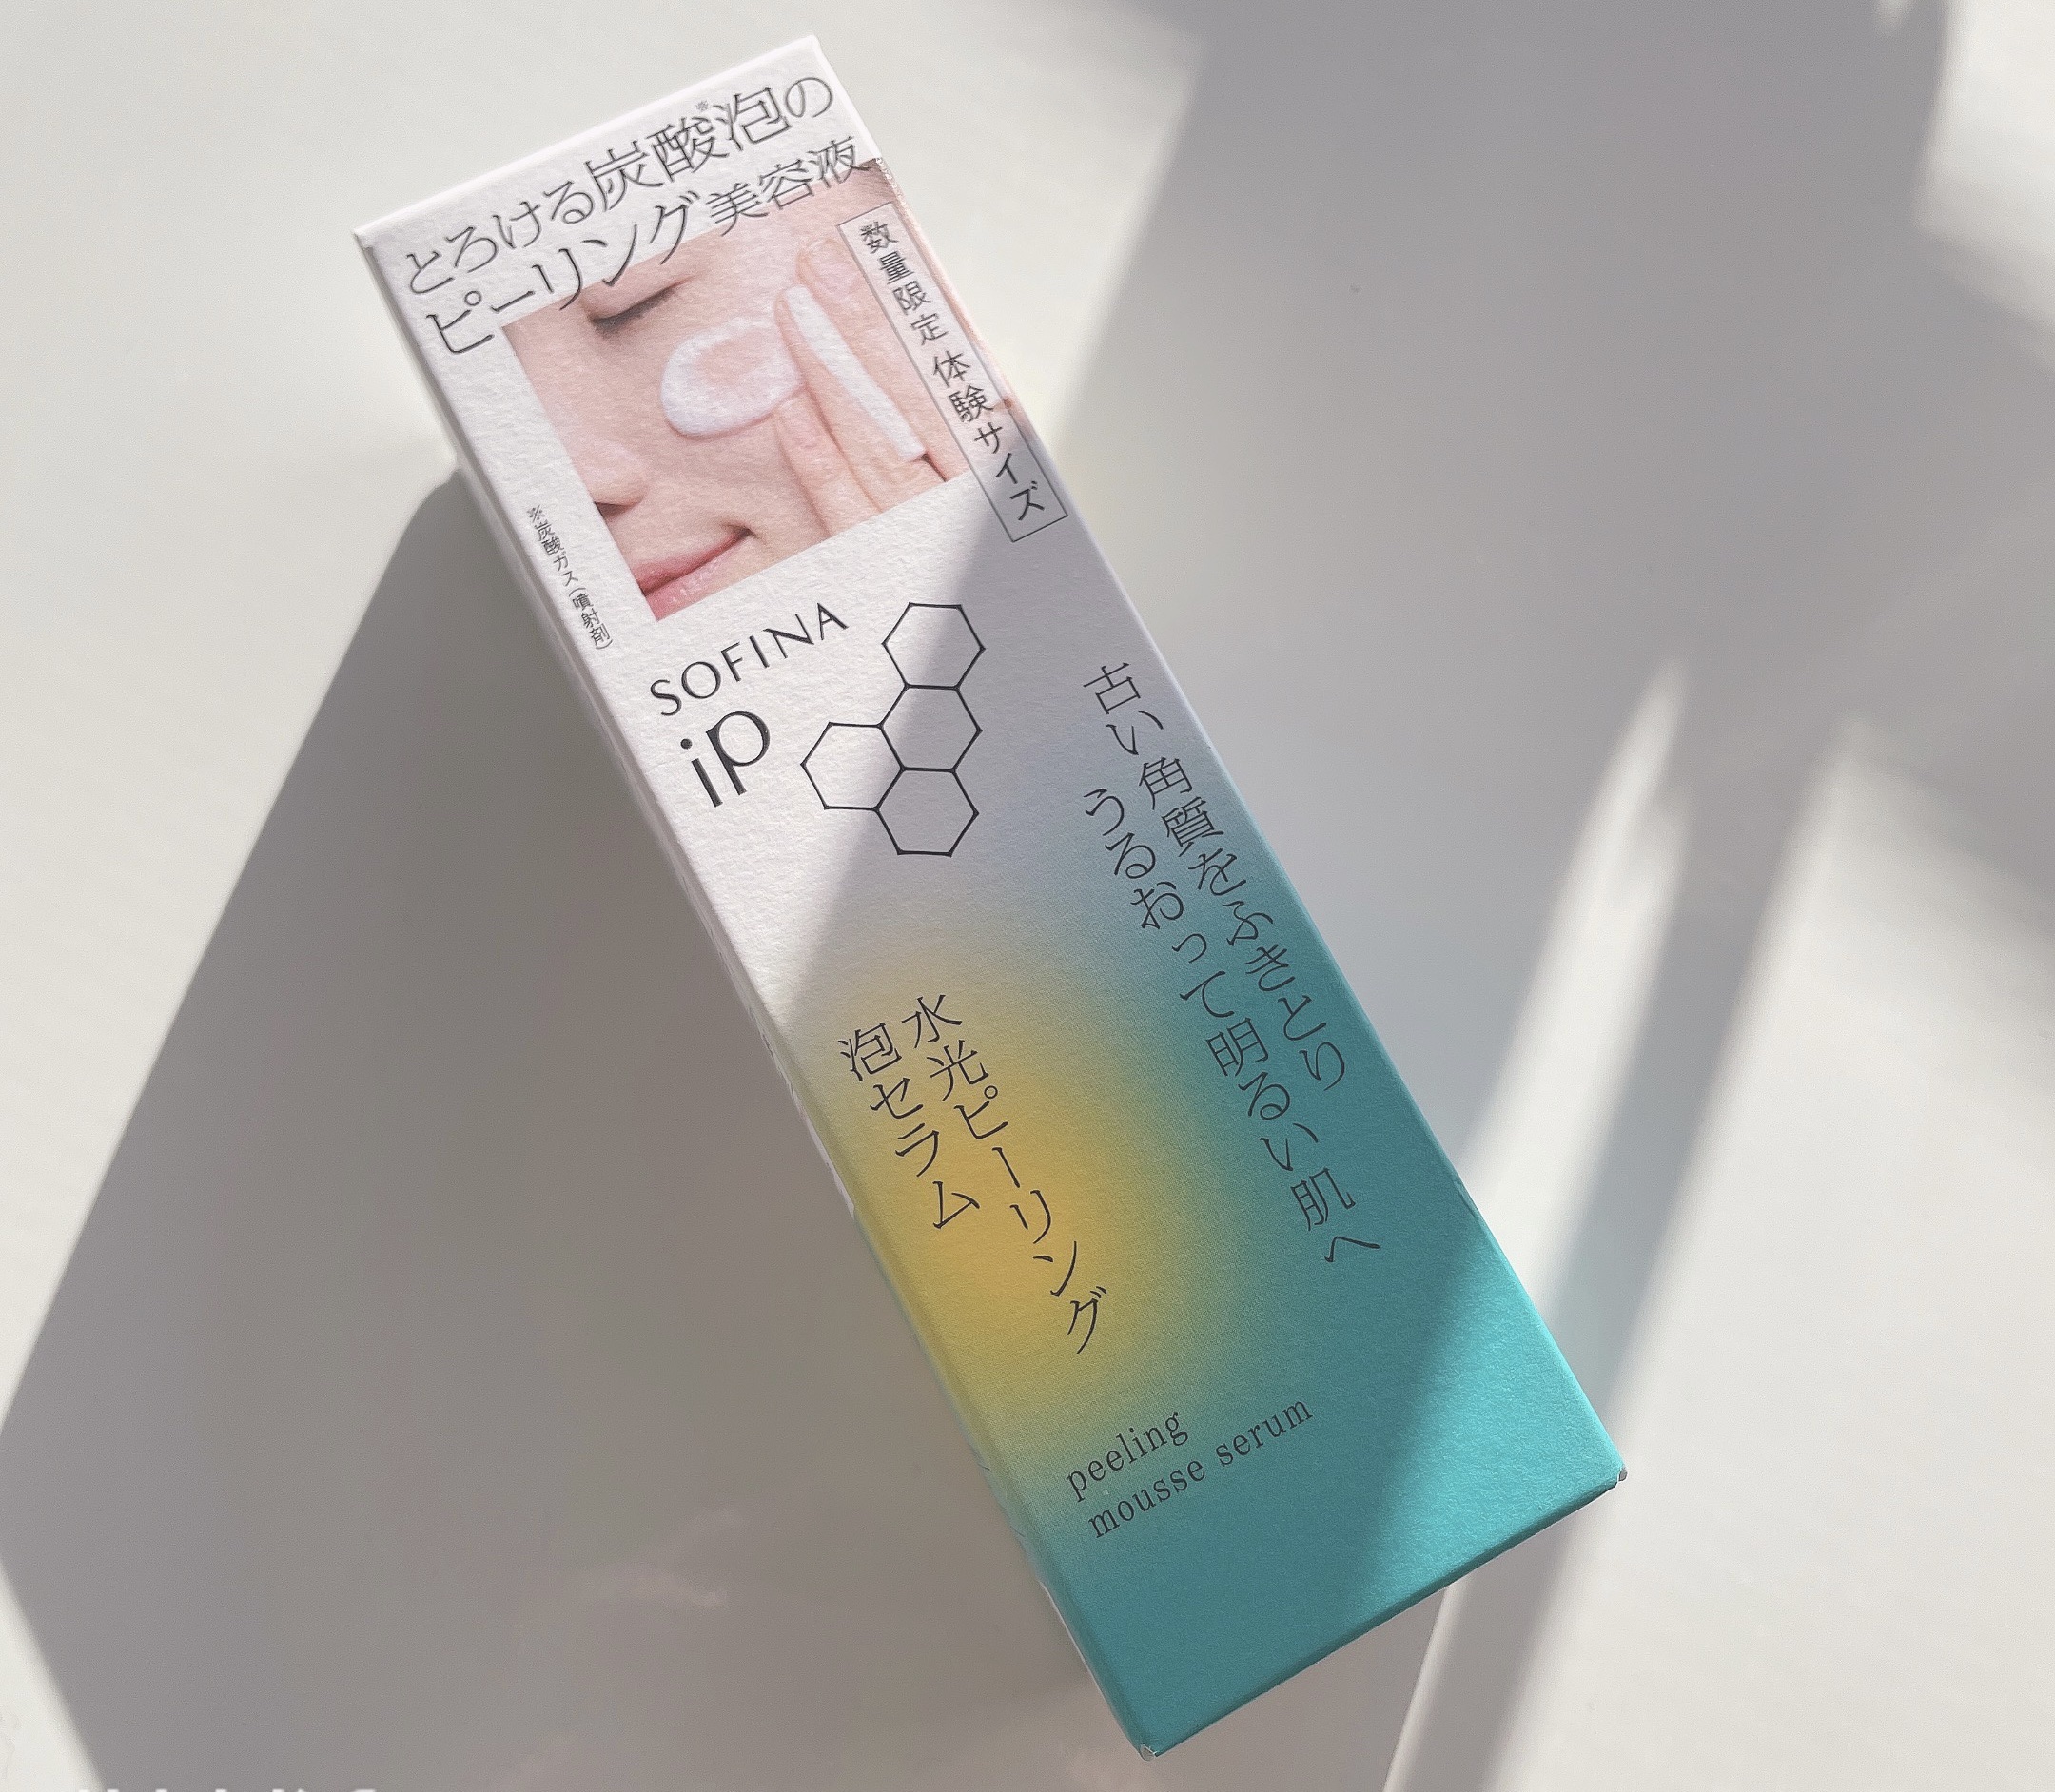 とろける炭酸※泡の
ピーリング美容液
数量限定 体験サイズ
※炭酸ガス(噴射剤)
SOFINA
iP
古い角質をふきとり
うるおって明るい肌へ
水光ピーリング
泡セラム
peeling
mousse serum